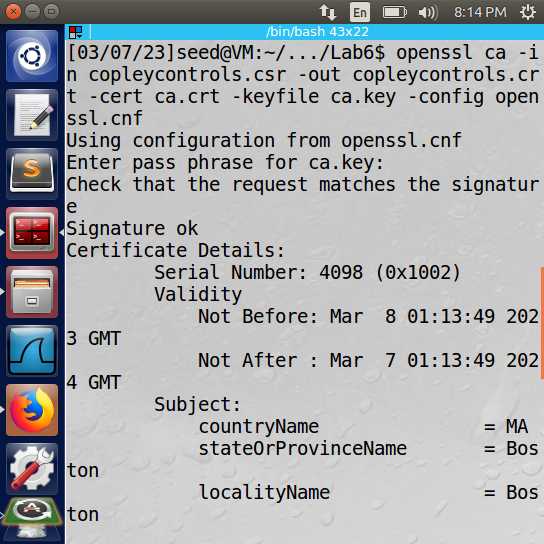 En
8:14 PM
/bin/bash 43x22
[03/07/23]seed@VM:~/.../Lab6$ openssl ca -i
n copleycontrols.csr -out copleycontrols.cr
t -cert ca.crt -keyfile ca.key -config open
ssl.cnf
Using configuration from openssl.cnf
Enter pass phrase for ca.key:
Check that the request matches the signatur
e
Signature ok
Certificate Details:
        Serial Number: 4098 (0x1002)
        Validity
            Not Before: Mar  8 01:13:49 202
3 GMT
            Not After : Mar  7 01:13:49 202
4 GMT
        Subject:
            countryName               = MA
            stateOrProvinceName       = Bos
ton
            localityName              = Bos
ton